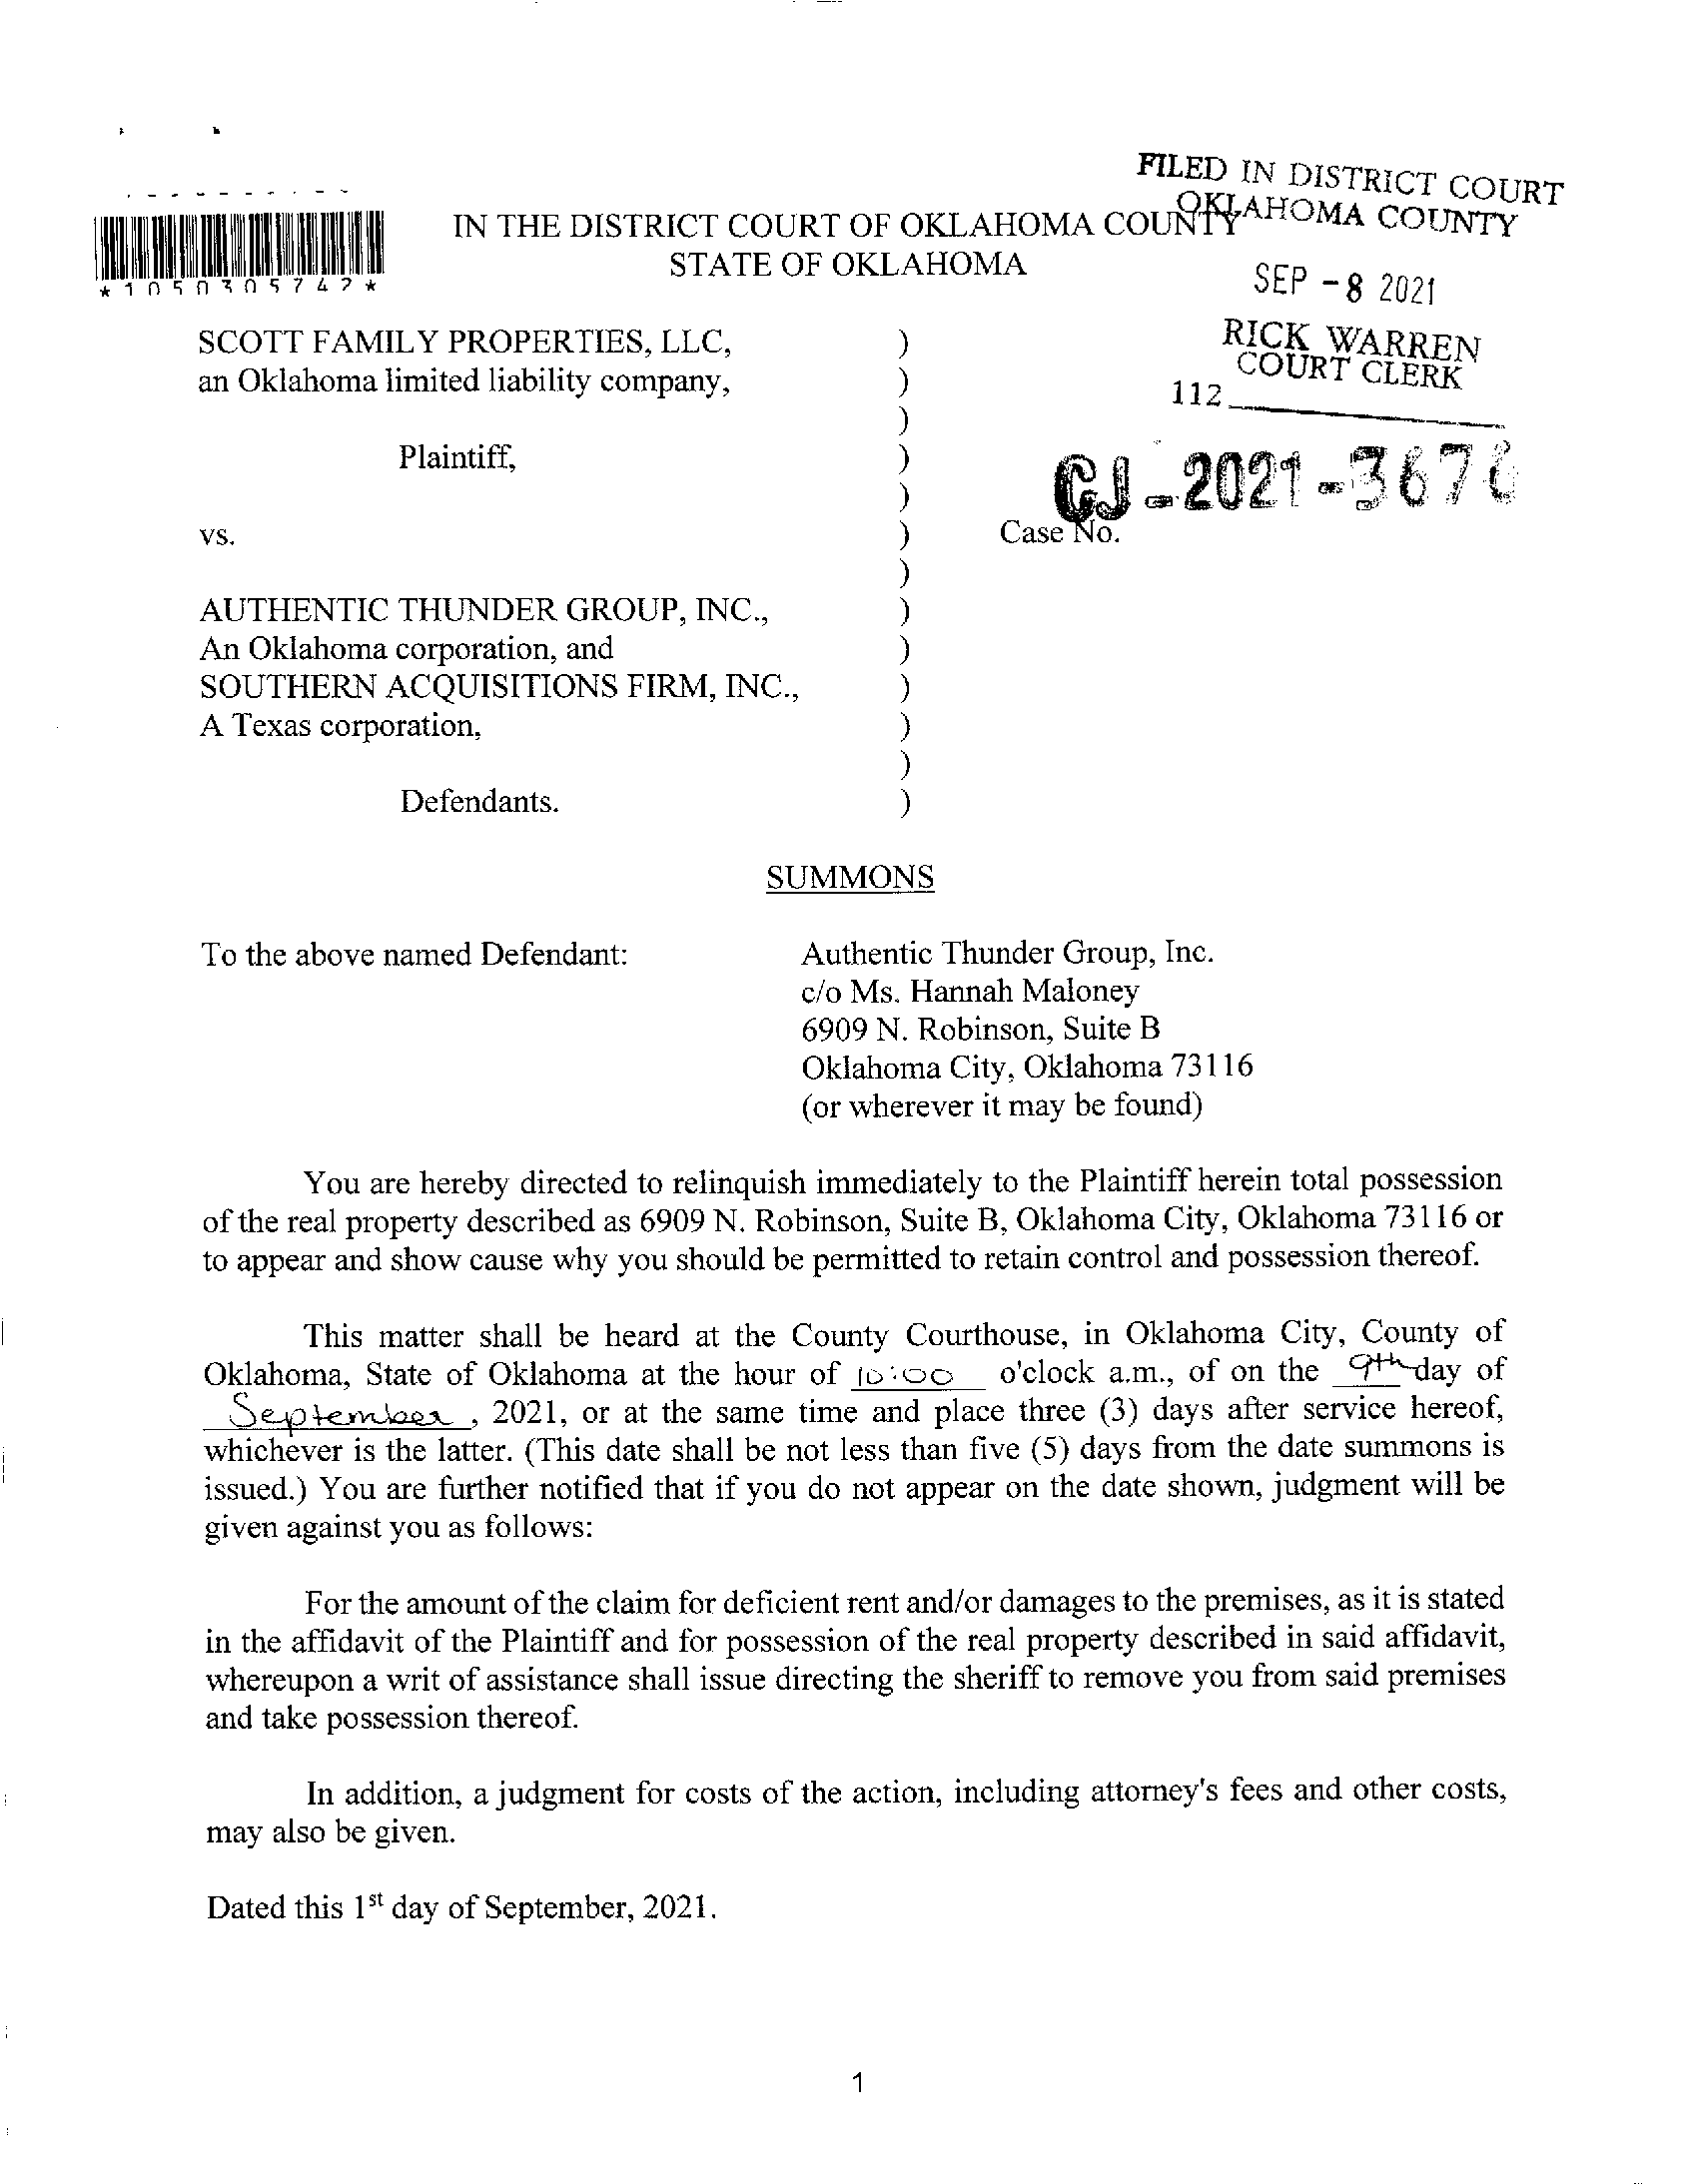 FILED IN DISTRICT COURT
OKLAHOMA COUNTY
IN THE DISTRICT COURT OF OKLAHOMA COUNTY
STATE OF OKLAHOMA
SEP - 8 2021
RICK WARREN
COURT CLERK
112
SCOTT FAMILY PROPERTIES, LLC, )
an Oklahoma limited liability company, )
)
Plaintiff, )
)
CJ - 2021 - 367
vs. ) Case No.
)
AUTHENTIC THUNDER GROUP, INC., )
An Oklahoma corporation, and )
SOUTHERN ACQUISITIONS FIRM, INC., )
A Texas corporation, )
)
Defendants. )
SUMMONS
To the above named Defendant: Authentic Thunder Group, Inc.
c/o Ms. Hannah Maloney
6909 N. Robinson, Suite B
Oklahoma City, Oklahoma 73116
(or wherever it may be found)
You are hereby directed to relinquish immediately to the Plaintiff herein total possession
of the real property described as 6909 N. Robinson, Suite B, Oklahoma City, Oklahoma 73116 or
to appear and show cause why you should be permitted to retain control and possession thereof.
This matter shall be heard at the County Courthouse, in Oklahoma City, County of
Oklahoma, State of Oklahoma at the hour of 10:00 o'clock a.m., of on the 9th day of
September, 2021, or at the same time and place three (3) days after service hereof,
whichever is the latter. (This date shall be not less than five (5) days from the date summons is
issued.) You are further notified that if you do not appear on the date shown, judgment will be
given against you as follows:
For the amount of the claim for deficient rent and/or damages to the premises, as it is stated
in the affidavit of the Plaintiff and for possession of the real property described in said affidavit,
whereupon a writ of assistance shall issue directing the sheriff to remove you from said premises
and take possession thereof.
In addition, a judgment for costs of the action, including attorney's fees and other costs,
may also be given.
Dated this 1st day of September, 2021.
1